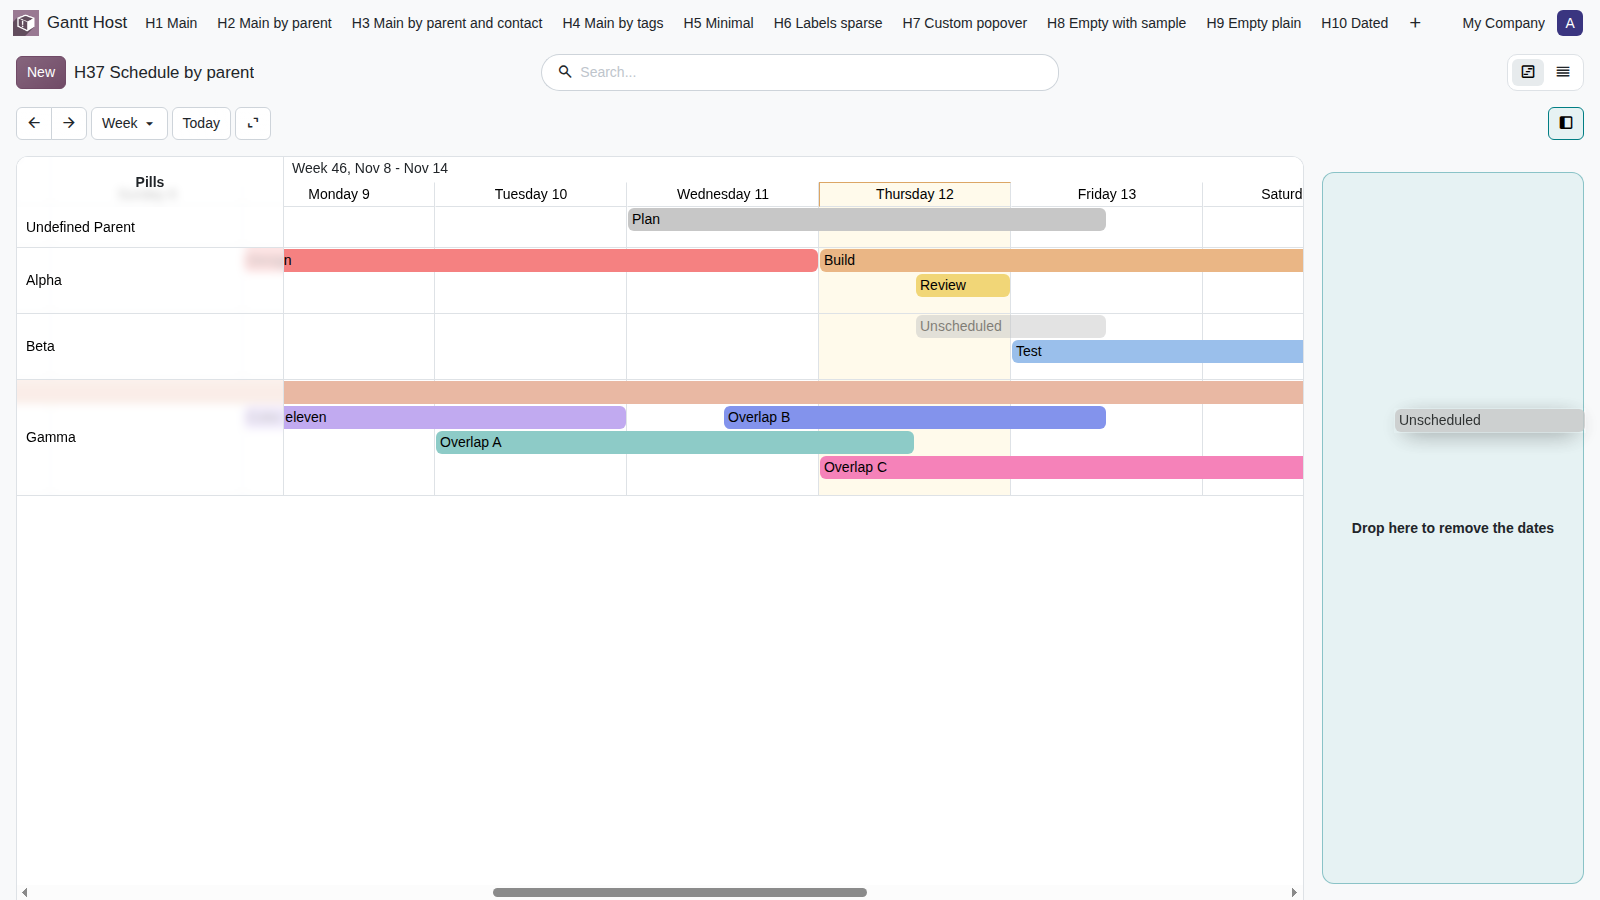 Gantt Host H1 Main H2 Main by parent H3 Main by parent and contact H4 Main by tags H5 Minimal H6 Labels sparse H7 Custom popover H8 Empty with sample H9 Empty plain H10 Dated + My Company A
New H37 Schedule by parent Search...
Week Today
Week 46, Nov 8 - Nov 14
Pills
Monday 9 Tuesday 10 Wednesday 11 Thursday 12 Friday 13 Saturd
Undefined Parent Plan
n Build
Alpha
Review
Unscheduled
Beta
Test
eleven Overlap B
Unscheduled
Gamma
Overlap A
Overlap C
Drop here to remove the dates